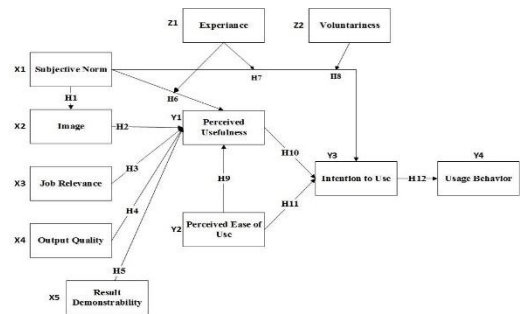 Z1
Experiance
Z2
Voluntariness
X1
Subjective Norm
H1
H6
H7
H8
X2
Image
H2
Y1
Perceived
Usefulness
H10
Y3
Intention to Use
H12
Y4
Usage Behavior
X3
Job Relevance
H3
H4
H9
H11
X4
Output Quality
H5
Y2
Perceived Ease of
Use
X5
Result
Demonstrability